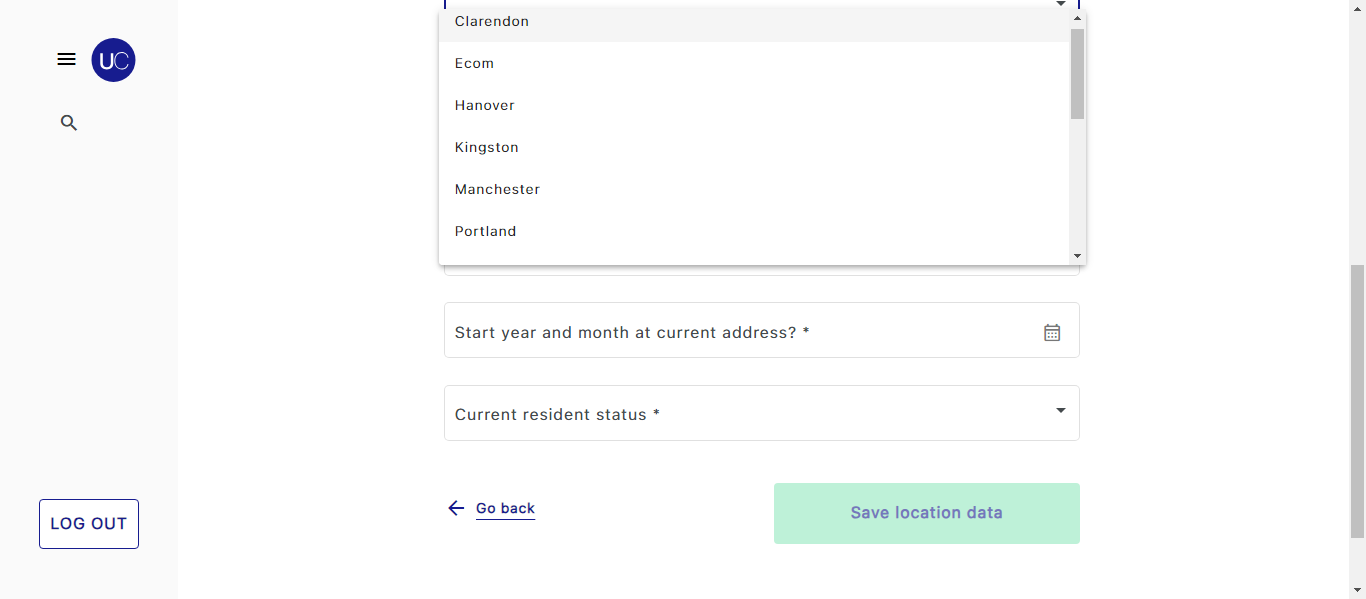 UC
Clarendon
Ecom
Hanover
Kingston
Manchester
Portland
Start year and month at current address? *
Current resident status *
Go back
Save location data
LOG OUT